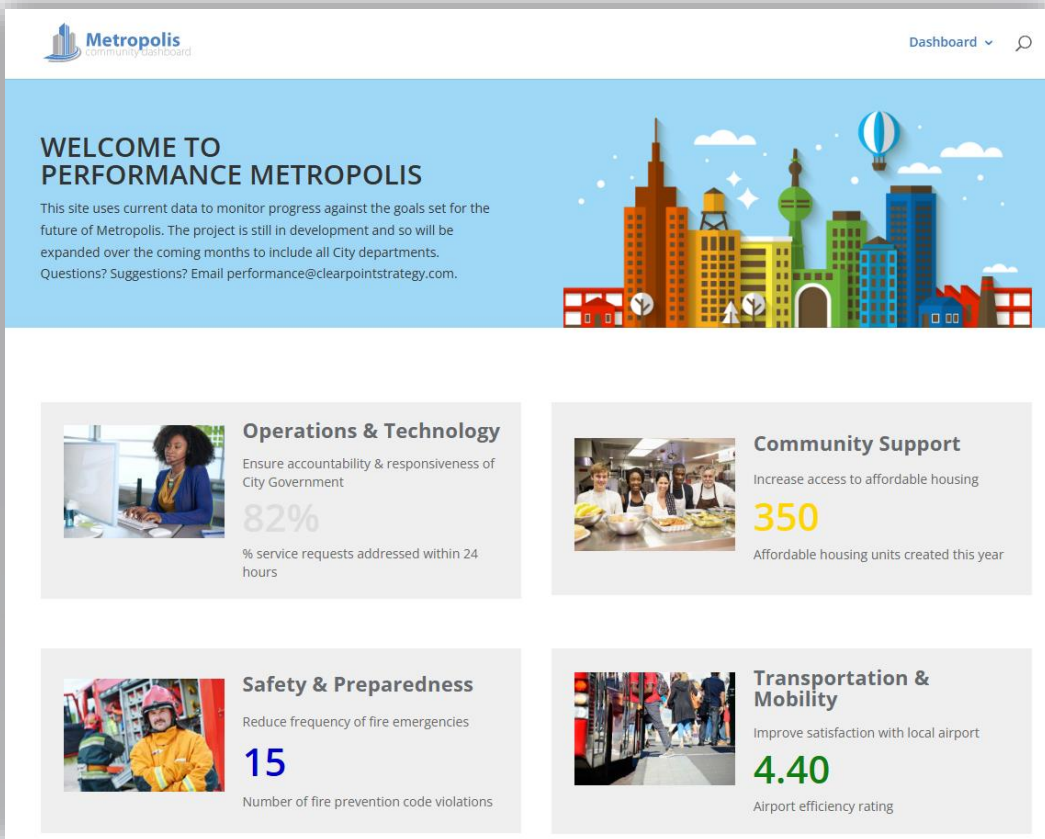 Metropolis
community dashboard
Dashboard
WELCOME TO
PERFORMANCE METROPOLIS
This site uses current data to monitor progress against the goals set for the
future of Metropolis. The project is still in development and so will be
expanded over the coming months to include all City departments.
Questions? Suggestions? Email performance@clearpointstrategy.com.
Operations & Technology
Ensure accountability & responsiveness of
City Government
82%
% service requests addressed within 24
hours
Community Support
Increase access to affordable housing
350
Affordable housing units created this year
Safety & Preparedness
Reduce frequency of fire emergencies
15
Number of fire prevention code violations
Transportation &
Mobility
Improve satisfaction with local airport
4.40
Airport efficiency rating